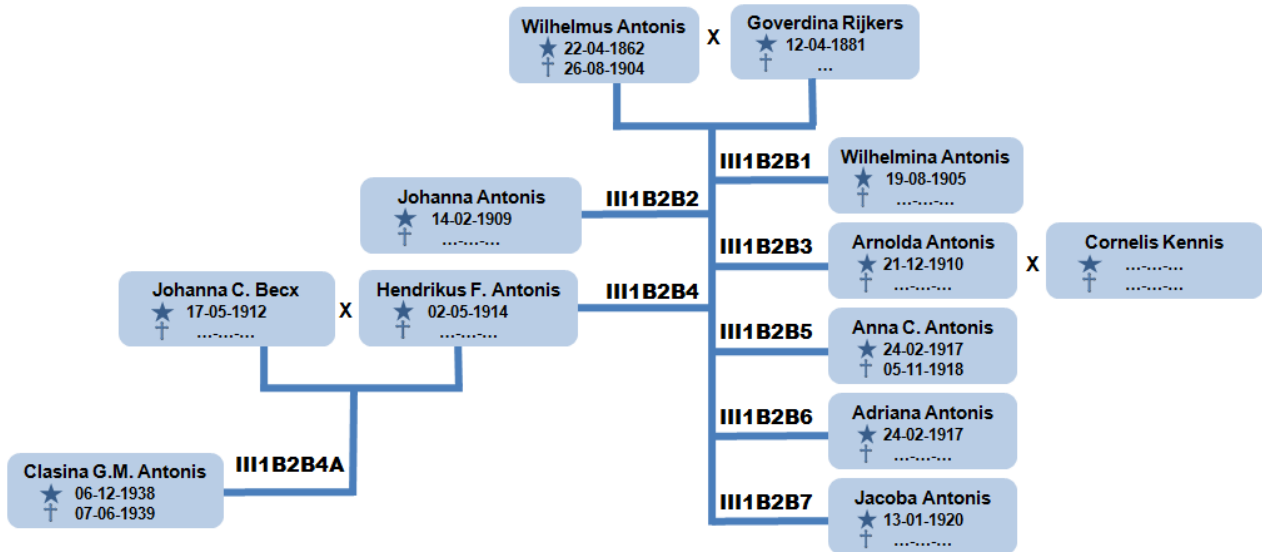 Wilhelmus Antonis
★ 22-04-1862
† 26-08-1904
X
Goverdina Rijkers
★ 12-04-1881
† ...
III1B2B1
Wilhelmina Antonis
★ 19-08-1905
† ...-...-...
Johanna Antonis
★ 14-02-1909
† ...-...-...
III1B2B2
III1B2B3
Arnolda Antonis
★ 21-12-1910
† ...-...-...
X
Cornelis Kennis
★ ...-...-...
† ...-...-...
Johanna C. Becx
★ 17-05-1912
† ...-...-...
X
Hendrikus F. Antonis
★ 02-05-1914
† ...-...-...
III1B2B4
III1B2B5
Anna C. Antonis
★ 24-02-1917
† 05-11-1918
III1B2B6
Adriana Antonis
★ 24-02-1917
† ...-...-...
Clasina G.M. Antonis
★ 06-12-1938
† 07-06-1939
III1B2B4A
III1B2B7
Jacoba Antonis
★ 13-01-1920
† ...-...-...